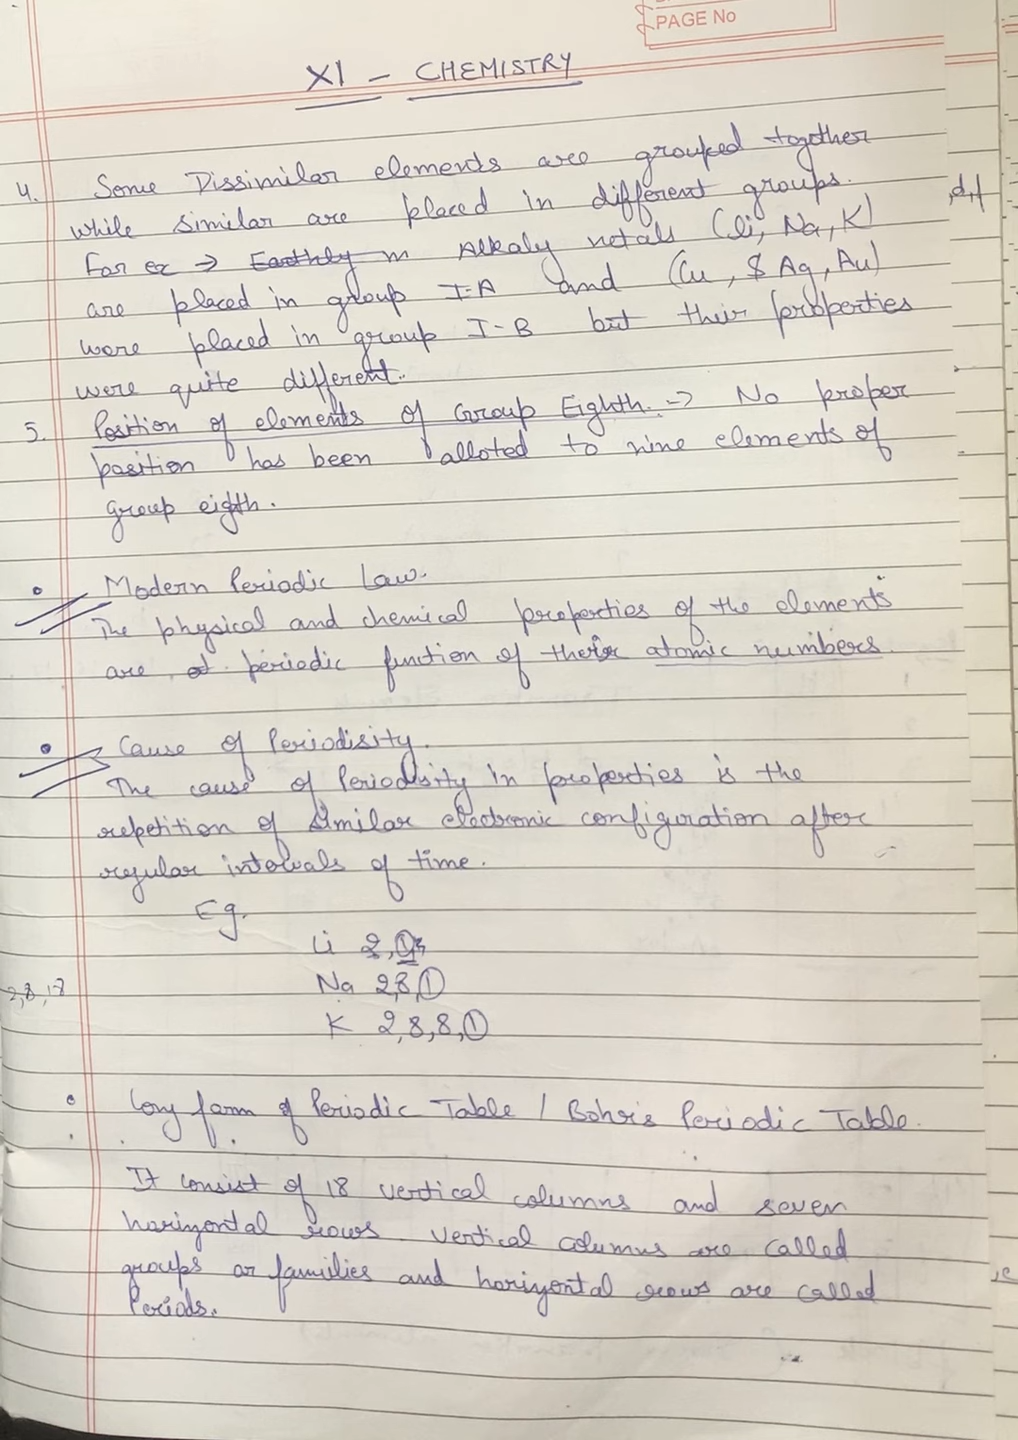 PAGE No
XI - CHEMISTRY
4. Some Dissimilar elements are grouped together
while similar are placed in different groups.
For ex → Earthly m Alkaly metals (Li, Na, K)
are placed in group I-A and (Cu, $ Ag, Au)
were placed in group I-B but their properties
were quite different.
5. Position of elements of Group Eighth. → No proper
position has been alloted to nine elements of
group eighth.
• Modern Periodic Law.
The physical and chemical properties of the elements
are periodic function of their atomic numbers.
• Cause of Periodisity.
The cause of Periodisity in properties is the
repetition of similar electronic configuration after
regular intervals of time.
Eg.
Li 2,1
Na 2,8,1
2,8,18
K 2,8,8,1
• Long form of Periodic Table / Bohr's Periodic Table.
It consist of 18 vertical columns and seven
horizontal rows. Vertical columns are called
groups or families and horizontal rows are called
Periods.
,d,f